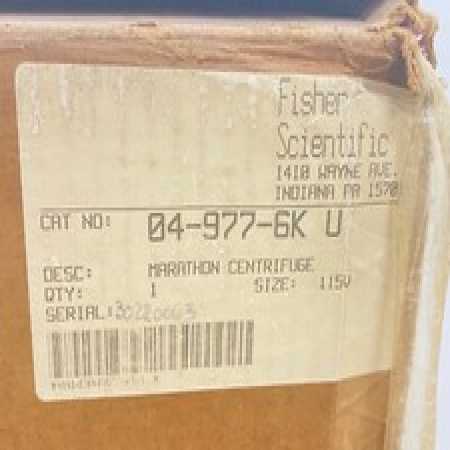 Fisher
Scientific
1410 WAYNE AVE.
INDIANA PA 1570
CAT NO: 04-977-6K U
DESC: MARATHON CENTRIFUGE
QTY: 1 SIZE: 115V
SERIAL: 30220063